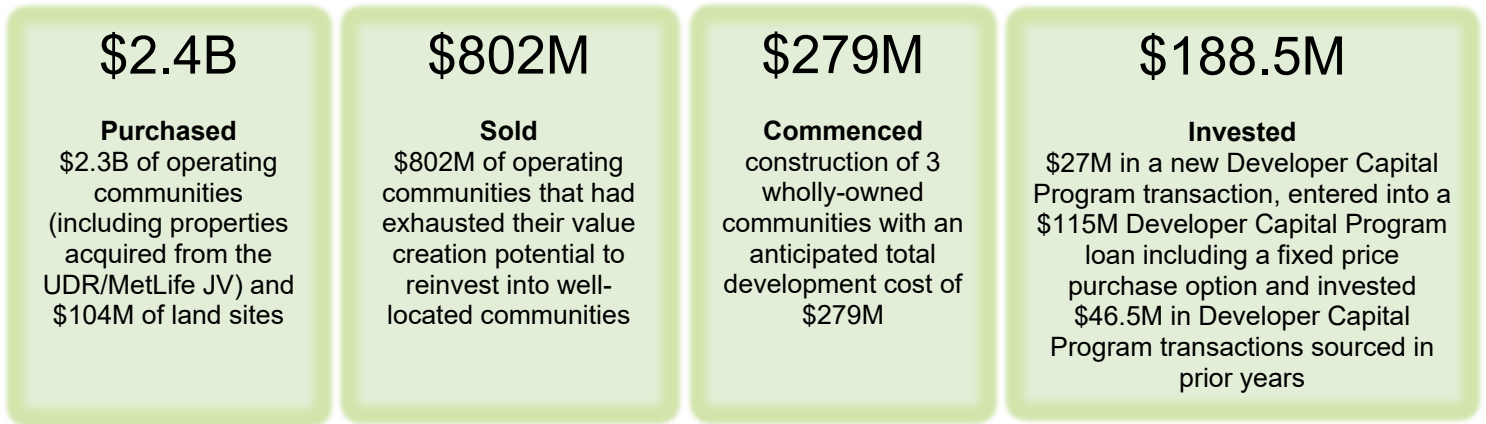 $2.4B
Purchased
$2.3B of operating
communities
(including properties
acquired from the
UDR/MetLife JV) and
$104M of land sites
$802M
Sold
$802M of operating
communities that had
exhausted their value
creation potential to
reinvest into well-
located communities
$279M
Commenced
construction of 3
wholly-owned
communities with an
anticipated total
development cost of
$279M
$188.5M
Invested
$27M in a new Developer Capital
Program transaction, entered into a
$115M Developer Capital Program
loan including a fixed price
purchase option and invested
$46.5M in Developer Capital
Program transactions sourced in
prior years